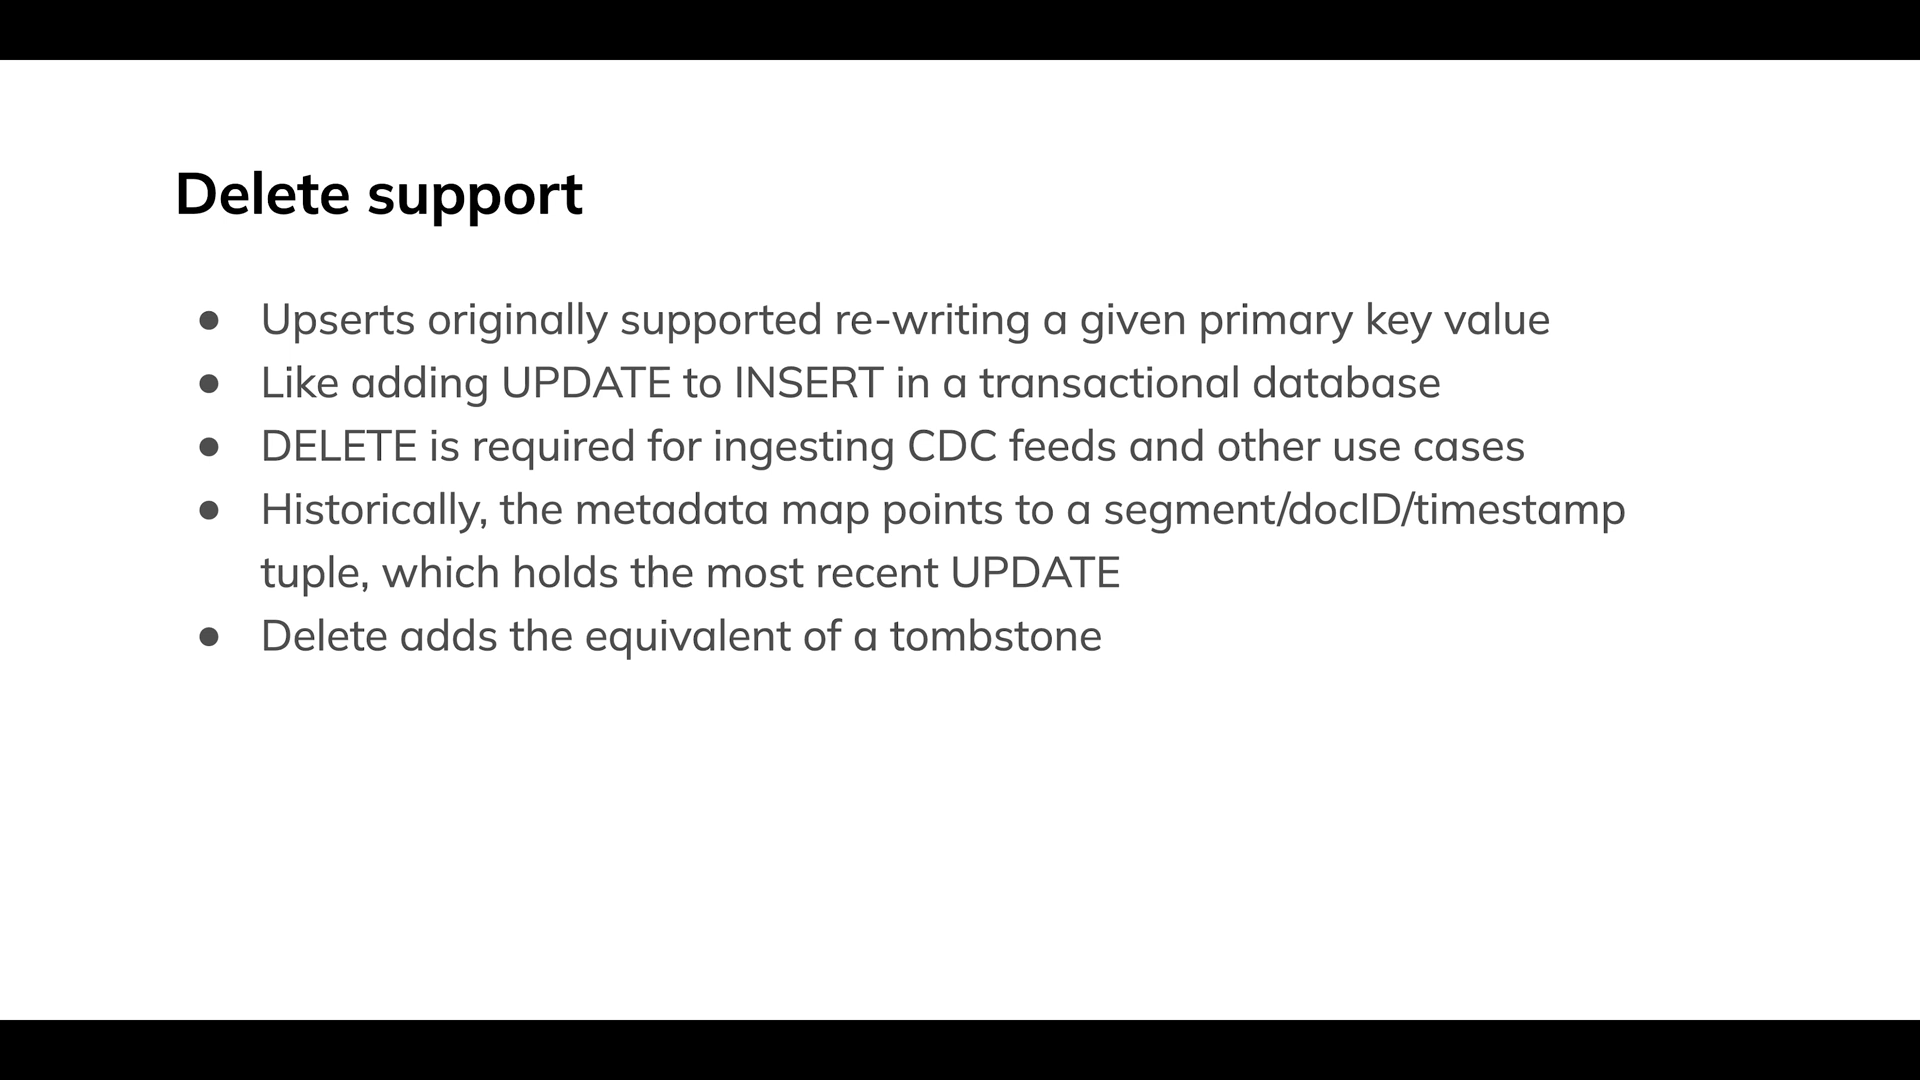 Delete support
● Upserts originally supported re-writing a given primary key value
● Like adding UPDATE to INSERT in a transactional database
● DELETE is required for ingesting CDC feeds and other use cases
● Historically, the metadata map points to a segment/docID/timestamp
tuple, which holds the most recent UPDATE
● Delete adds the equivalent of a tombstone